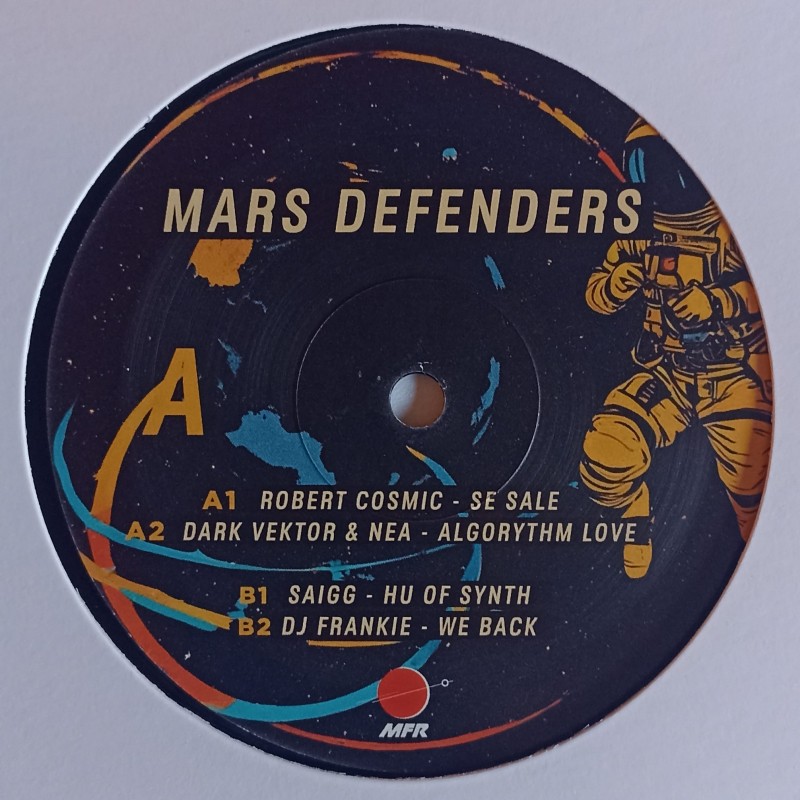 MARS DEFENDERS
A
A1 ROBERT COSMIC - SE SALE
A2 DARK VEKTOR & NEA - ALGORYTHM LOVE
B1 SAIGG - HU OF SYNTH
B2 DJ FRANKIE - WE BACK
MFR